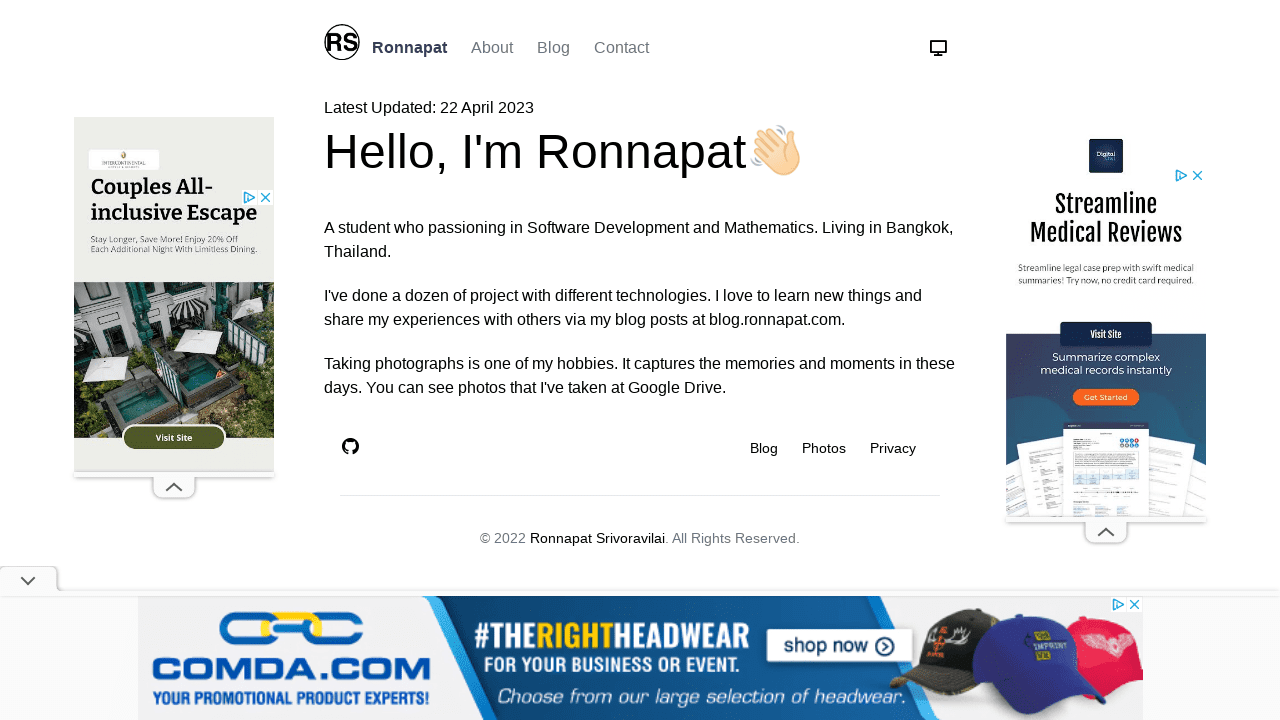 RS Ronnapat About Blog Contact
Latest Updated: 22 April 2023
Hello, I'm Ronnapat
A student who passioning in Software Development and Mathematics. Living in Bangkok,
Thailand.
I've done a dozen of project with different technologies. I love to learn new things and
share my experiences with others via my blog posts at blog.ronnapat.com.
Taking photographs is one of my hobbies. It captures the memories and moments in these
days. You can see photos that I've taken at Google Drive.
Blog Photos Privacy
© 2022 Ronnapat Srivoravilai. All Rights Reserved.
INTERCONTINENTAL
Couples All-
inclusive Escape
Stay Longer, Save More! Enjoy 20% Off
Each Additional Night With Limitless Dining.
Visit Site
Digital
Streamline
Medical Reviews
Streamline legal case prep with swift medical
summaries! Try now, no credit card required.
Visit Site
Summarize complex
medical records instantly
Get Started
CRC
COMDA.COM
YOUR PROMOTIONAL PRODUCT EXPERTS!
#THERIGHTHEADWEAR
FOR YOUR BUSINESS OR EVENT.
shop now
Choose from our large selection of headwear.
IMPRINT